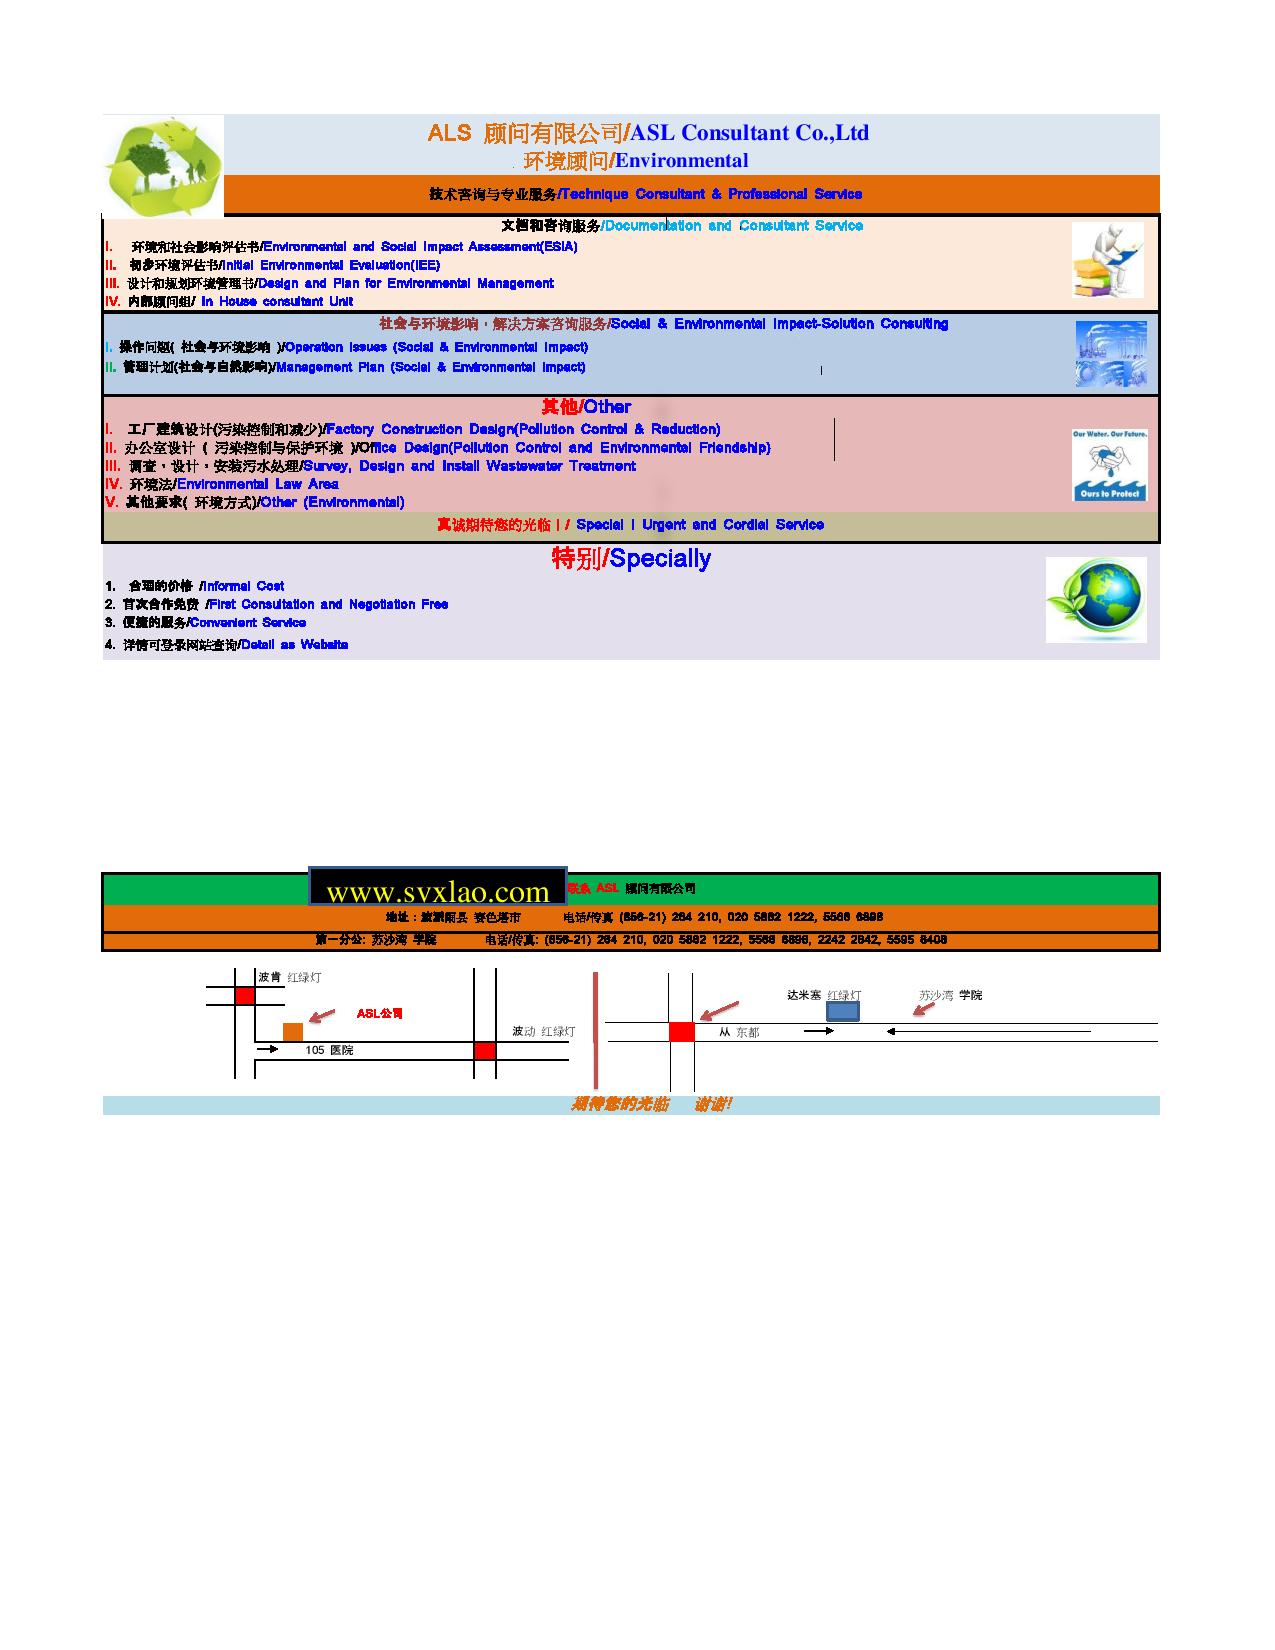 ALS 顾问有限公司/ASL Consultant Co.,Ltd
环境顾问/Environmental
技术咨询与专业服务/Technique Consultant & Professional Service
文档和咨询服务/Documentation and Consultant Service
I. 环境和社会影响评估书/Environmental and Social Impact Assessment(ESIA)
II. 初步环境评估书/Initial Environmental Evaluation(IEE)
III. 设计和规划环境管理书/Design and Plan for Environmental Management
IV. 内部顾问组/ In House consultant Unit
社会与环境影响,解决方案咨询服务/Social & Environmental Impact-Solution Consulting
I. 操作问题( 社会与环境影响 )/Operation Issues (Social & Environmental Impact)
II. 管理计划(社会与自然影响)/Management Plan (Social & Environmental Impact)
其他/Other
I. 工厂建筑设计(污染控制和减少)/Factory Construction Design(Pollution Control & Reduction)
II. 办公室设计 ( 污染控制与保护环境 )/Office Design(Pollution Control and Environmental Friendship)
III. 调查,设计,安装污水处理/Survey, Design and Install Wastewater Treatment
IV. 环境法/Environmental Law Area
V. 其他要求( 环境方式)/Other (Environmental)
Our Water. Our Future.
Ours to Protect
真诚期待您的光临 ! / Special ! Urgent and Cordial Service
特别/Specially
1. 合理的价格 /Informal Cost
2. 首次合作免费 /First Consultation and Negotiation Free
3. 便捷的服务/Convenient Service
4. 详情可登录网站查询/Detail as Website
www.svxlao.com 联系 ASL 顾问有限公司
地址 : 县 赛色塔市 电话/传真 (856-21) 264 210, 020 5882 1222, 5566 6898
第一分公: 苏沙湾 学院 电话/传真: (856-21) 264 210, 020 5882 1222, 5566 6898, 2242 2642, 5595 8408
波肯 红绿灯
达米塞 红绿灯 苏沙湾 学院
ASL公司
波动 红绿灯 从 东都
105 医院
期待您的光临 谢谢!